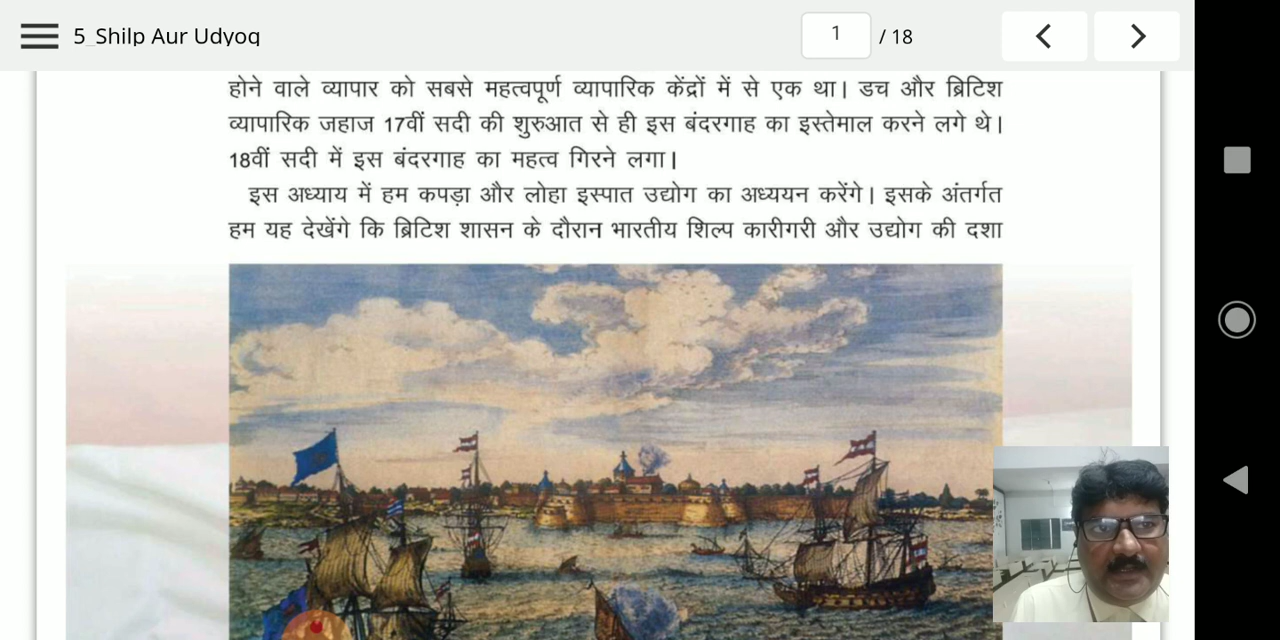 5_Shilp Aur Udyog
1
/ 18
होने वाले व्यापार को सबसे महत्वपूर्ण व्यापारिक केंद्रों में से एक था। डच और ब्रिटिश
व्यापारिक जहाज 17वीं सदी की शुरुआत से ही इस बंदरगाह का इस्तेमाल करने लगे थे।
18वीं सदी में इस बंदरगाह का महत्व गिरने लगा।
इस अध्याय में हम कपड़ा और लोहा इस्पात उद्योग का अध्ययन करेंगे। इसके अंतर्गत
हम यह देखेंगे कि ब्रिटिश शासन के दौरान भारतीय शिल्प कारीगरी और उद्योग की दशा